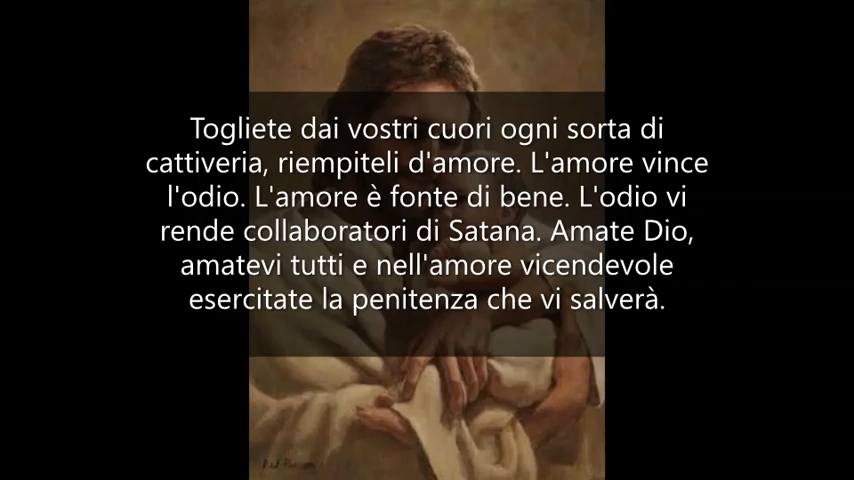 Togliete dai vostri cuori ogni sorta di
cattiveria, riempiteli d'amore. L'amore vince
l'odio. L'amore è fonte di bene. L'odio vi
rende collaboratori di Satana. Amate Dio,
amatevi tutti e nell'amore vicendevole
esercitate la penitenza che vi salverà.